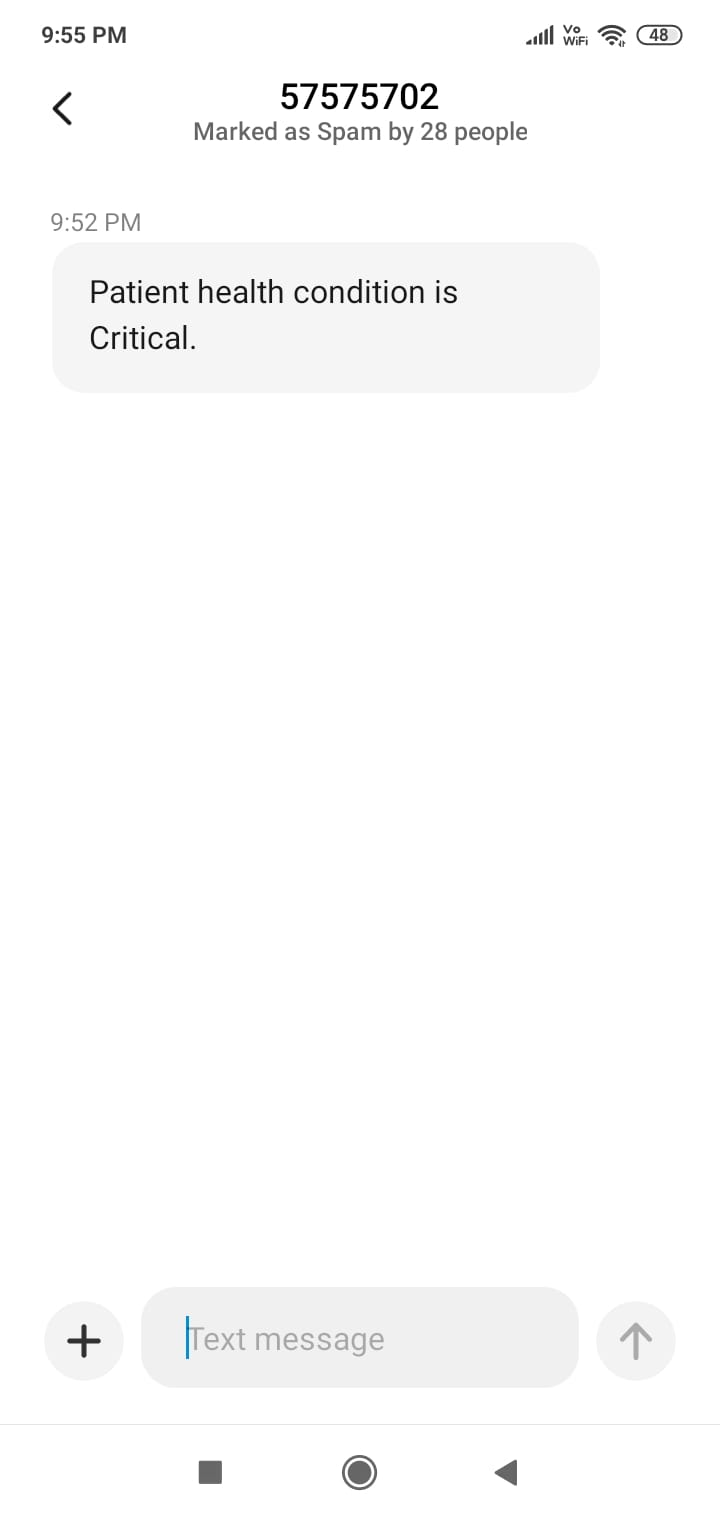 9:55 PM
Vo
WiFi
48
57575702
Marked as Spam by 28 people
9:52 PM
Patient health condition is
Critical.
Text message